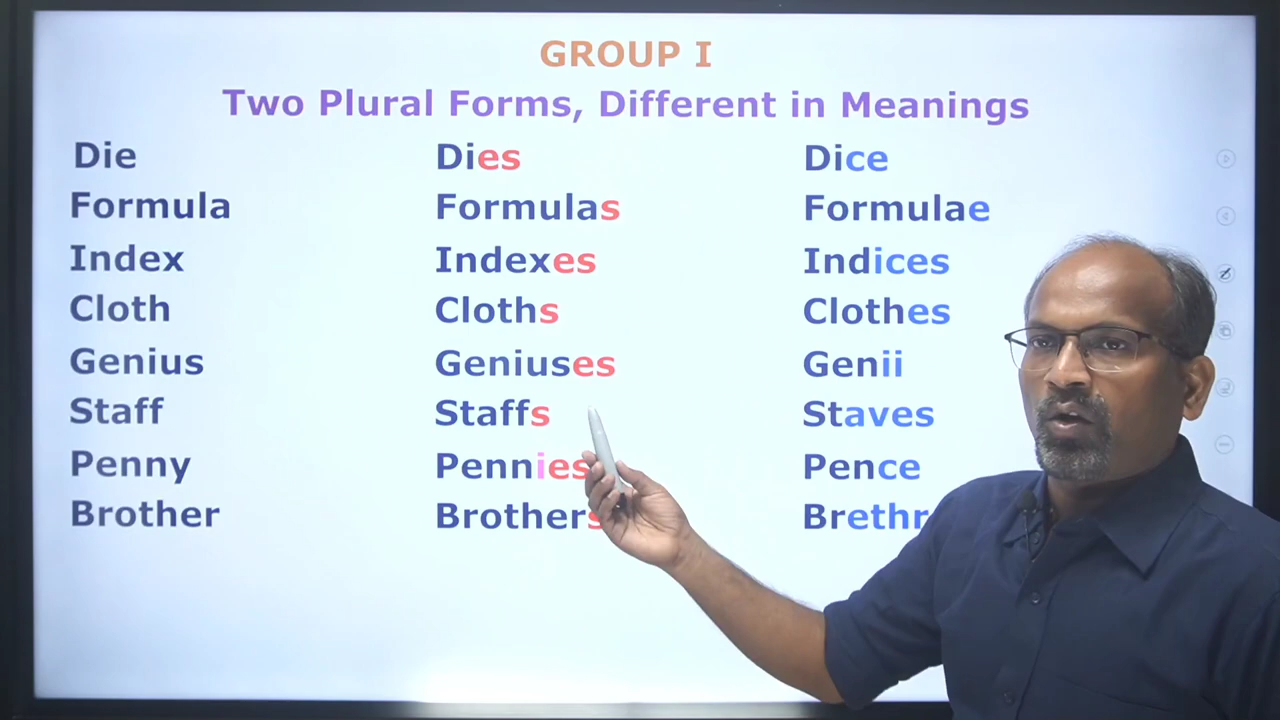 GROUP I
Two Plural Forms, Different in Meanings
Die Dies Dice
Formula Formulas Formulae
Index Indexes Indices
Cloth Cloths Clothes
Genius Geniuses Genii
Staff Staffs Staves
Penny Pennies Pence
Brother Brothers